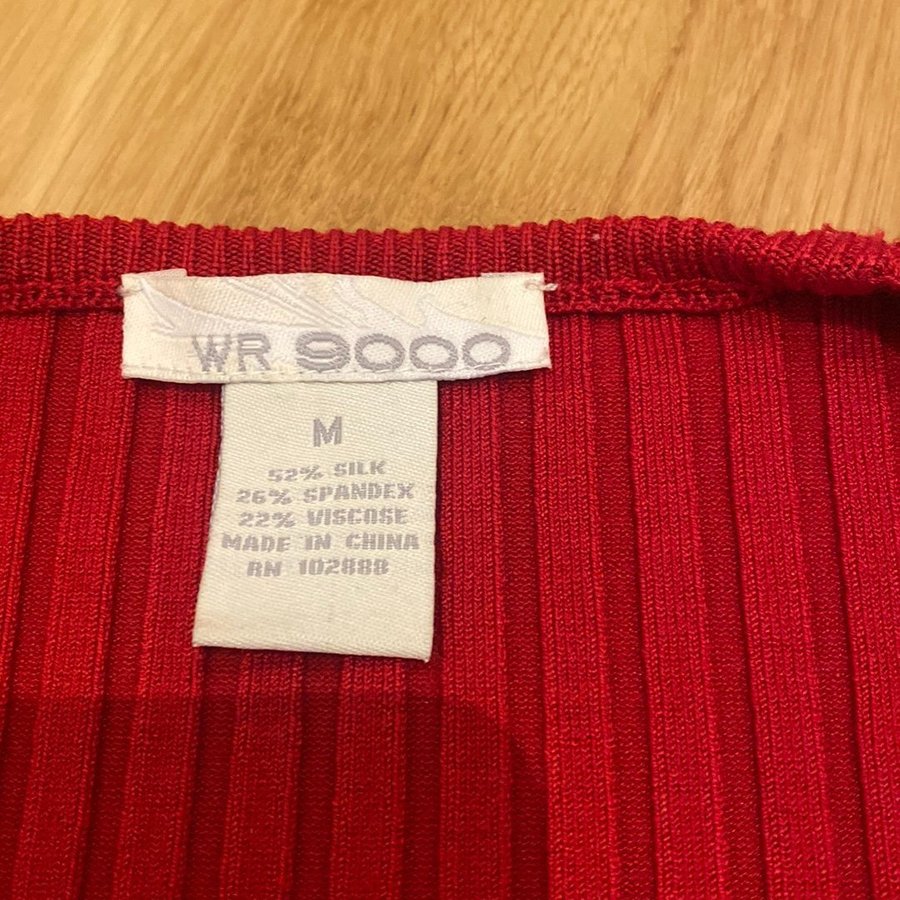 WR 9000
M
52% SILK
26% SPANDEX
22% VISCOSE
MADE IN CHINA
RN 102888